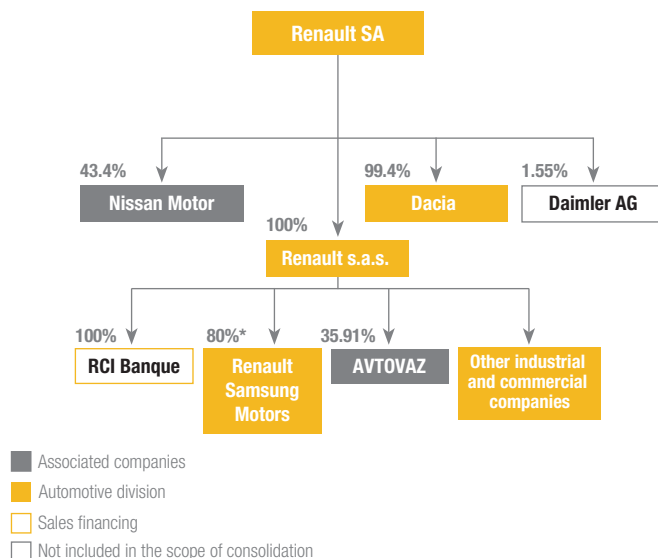 Renault SA
43.4%
99.4%
1.55%
Nissan Motor
Dacia
Daimler AG
100%
Renault s.a.s.
100%
80%*
35.91%
RCI Banque
Renault
Samsung
Motors
AVTOVAZ
Other industrial
and commercial
companies
Associated companies
Automotive division
Sales financing
Not included in the scope of consolidation